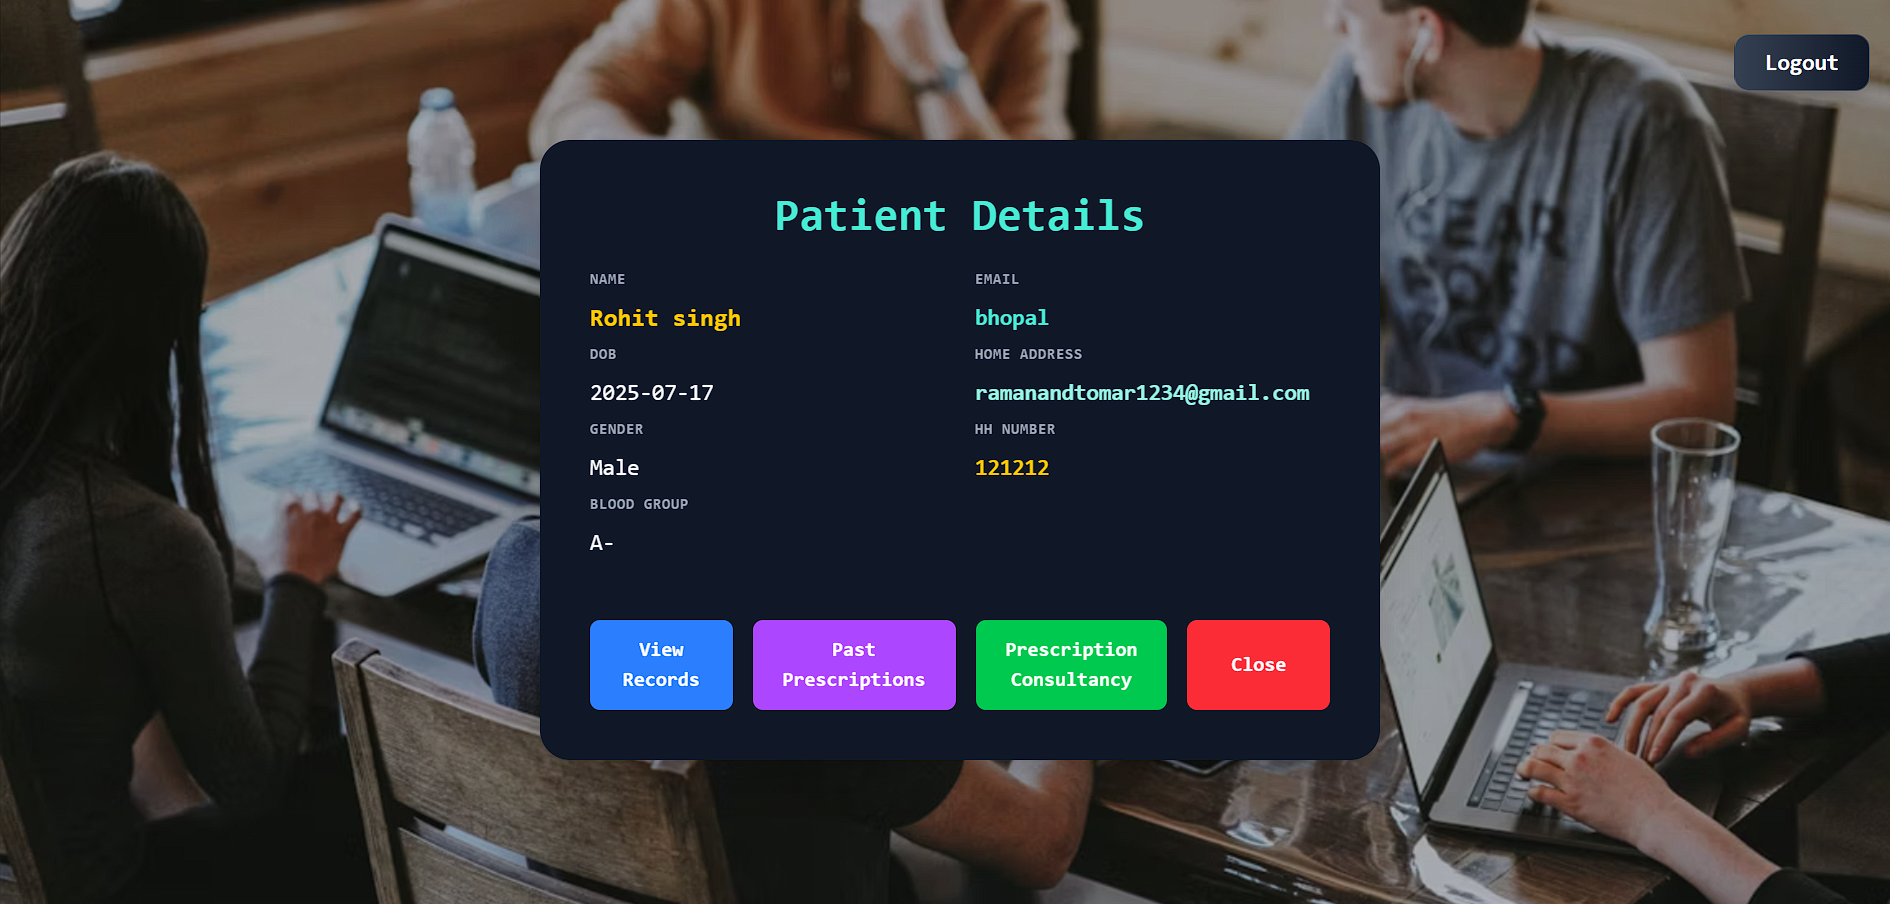 Logout
Patient Details
NAME
Rohit singh
EMAIL
bhopal
DOB
2025-07-17
HOME ADDRESS
ramanandtomar1234@gmail.com
GENDER
Male
HH NUMBER
121212
BLOOD GROUP
A-
View
Records
Past
Prescriptions
Prescription
Consultancy
Close